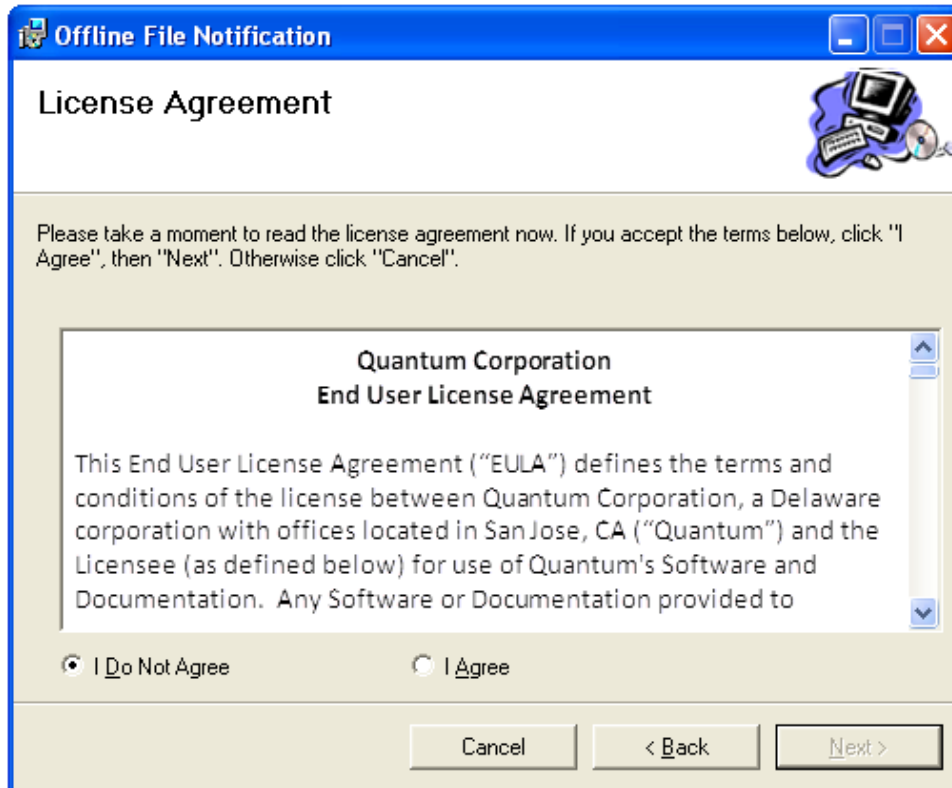 Offline File Notification
License Agreement
Please take a moment to read the license agreement now. If you accept the terms below, click "I
Agree", then "Next". Otherwise click "Cancel".
Quantum Corporation
End User License Agreement
This End User License Agreement (“EULA”) defines the terms and
conditions of the license between Quantum Corporation, a Delaware
corporation with offices located in San Jose, CA (“Quantum”) and the
Licensee (as defined below) for use of Quantum's Software and
Documentation.  Any Software or Documentation provided to
I Do Not Agree
I Agree
Cancel
< Back
Next >